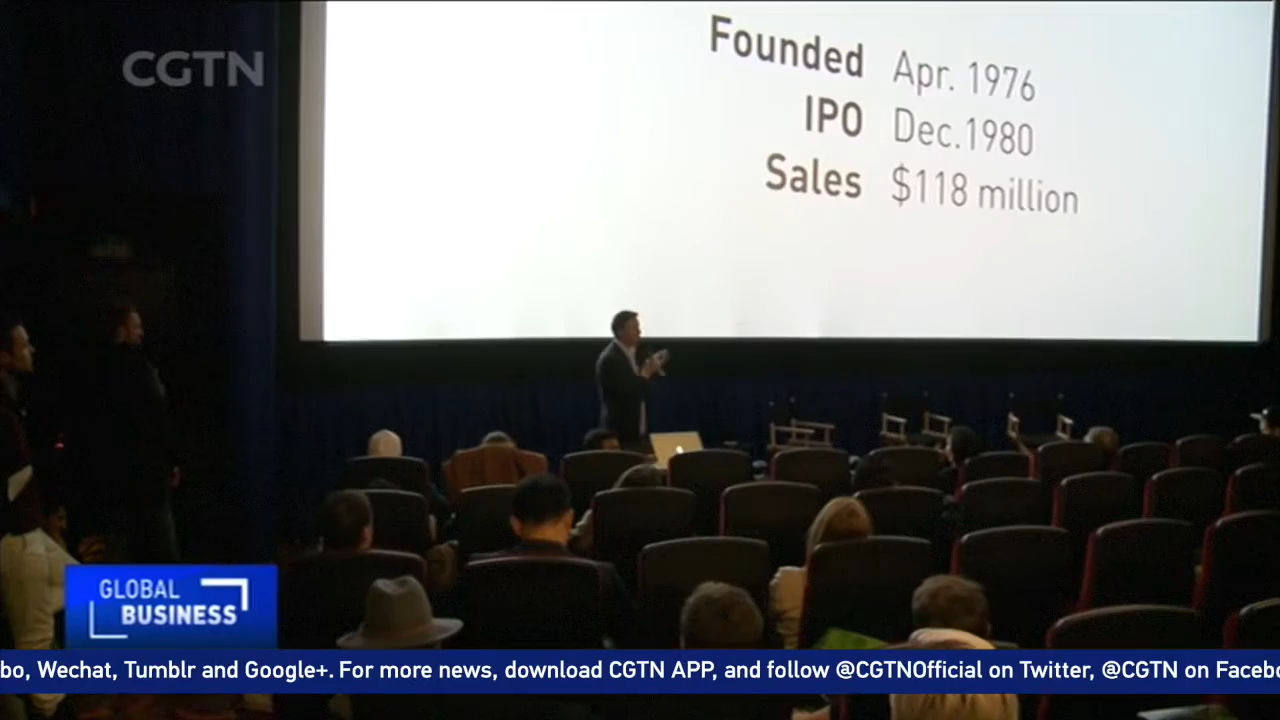 CGTN
Founded Apr. 1976
IPO Dec.1980
Sales $118 million
GLOBAL
BUSINESS
bo, Wechat, Tumblr and Google+. For more news, download CGTN APP, and follow @CGTNOfficial on Twitter, @CGTN on Facebo